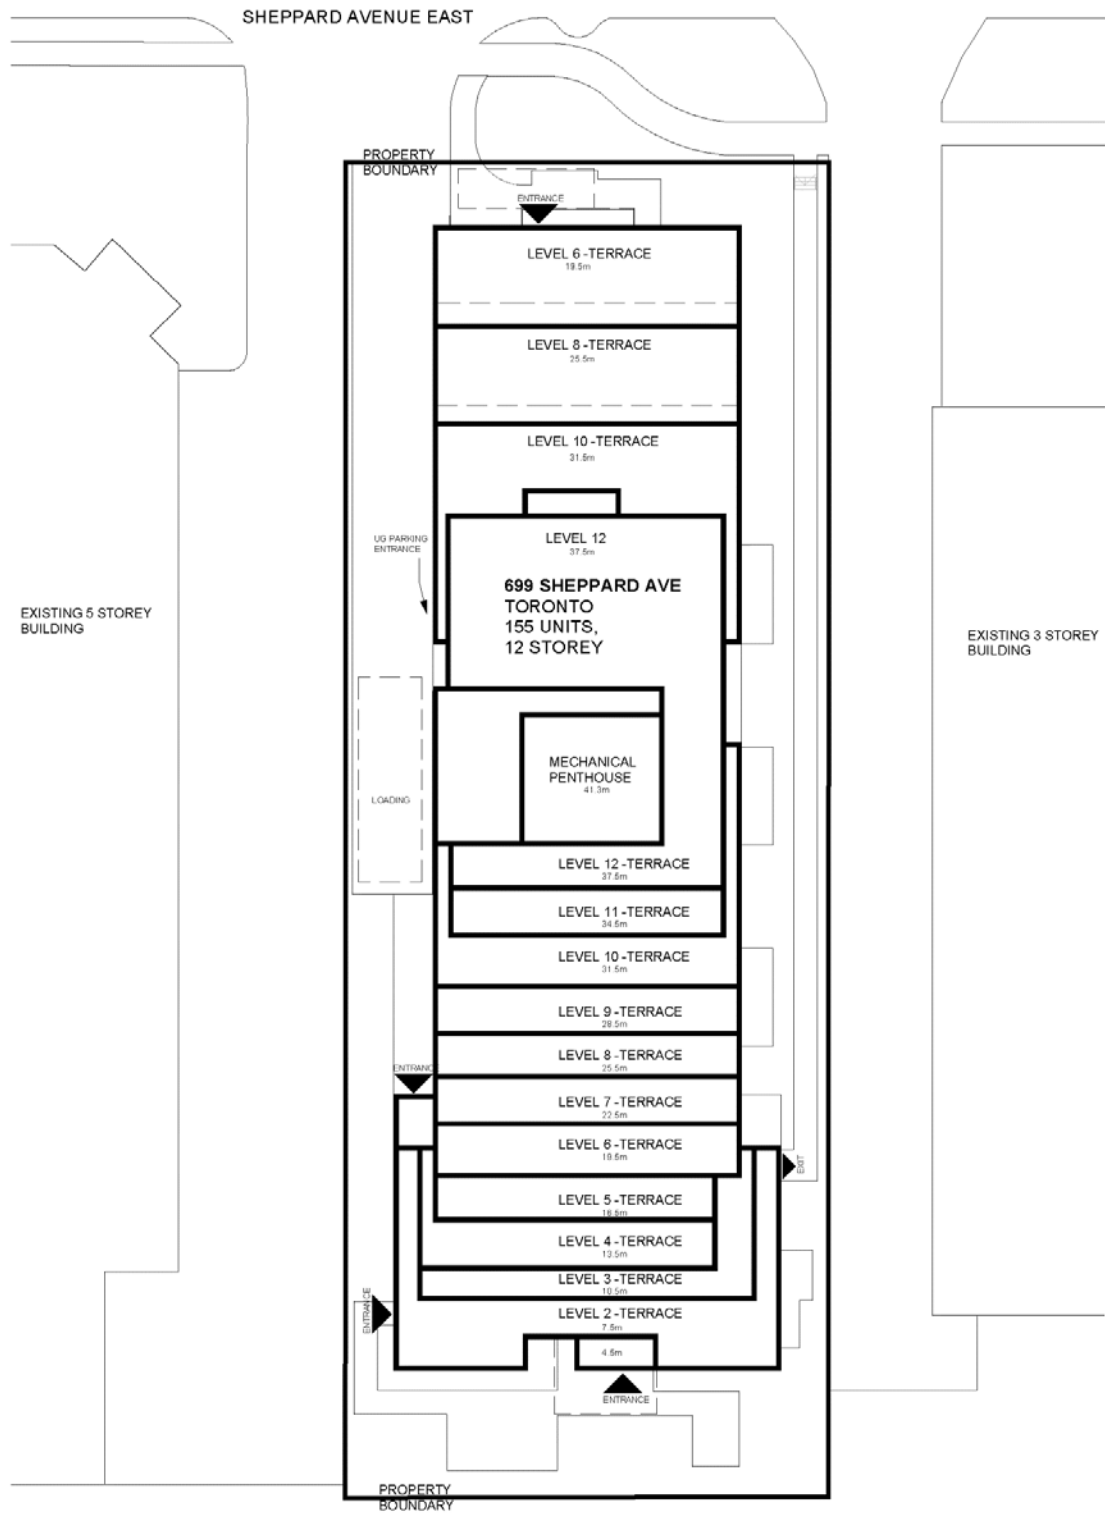 SHEPPARD AVENUE EAST
PROPERTY
BOUNDARY
ENTRANCE
LEVEL 6 -TERRACE
19.5m
LEVEL 8 -TERRACE
25.5m
LEVEL 10 -TERRACE
31.5m
UG PARKING
ENTRANCE
LEVEL 12
37.5m
699 SHEPPARD AVE
TORONTO
155 UNITS,
12 STOREY
EXISTING 5 STOREY
BUILDING
EXISTING 3 STOREY
BUILDING
MECHANICAL
PENTHOUSE
41.3m
LOADING
LEVEL 12 -TERRACE
37.5m
LEVEL 11 -TERRACE
34.5m
LEVEL 10 -TERRACE
31.5m
LEVEL 9 -TERRACE
28.5m
LEVEL 8 -TERRACE
25.5m
ENTRANC
LEVEL 7 -TERRACE
22.5m
LEVEL 6 -TERRACE
19.5m
EXIT
LEVEL 5 -TERRACE
16.5m
LEVEL 4 -TERRACE
13.5m
LEVEL 3 -TERRACE
10.5m
ENTRANCE
LEVEL 2 -TERRACE
7.5m
4.5m
ENTRANCE
PROPERTY
BOUNDARY